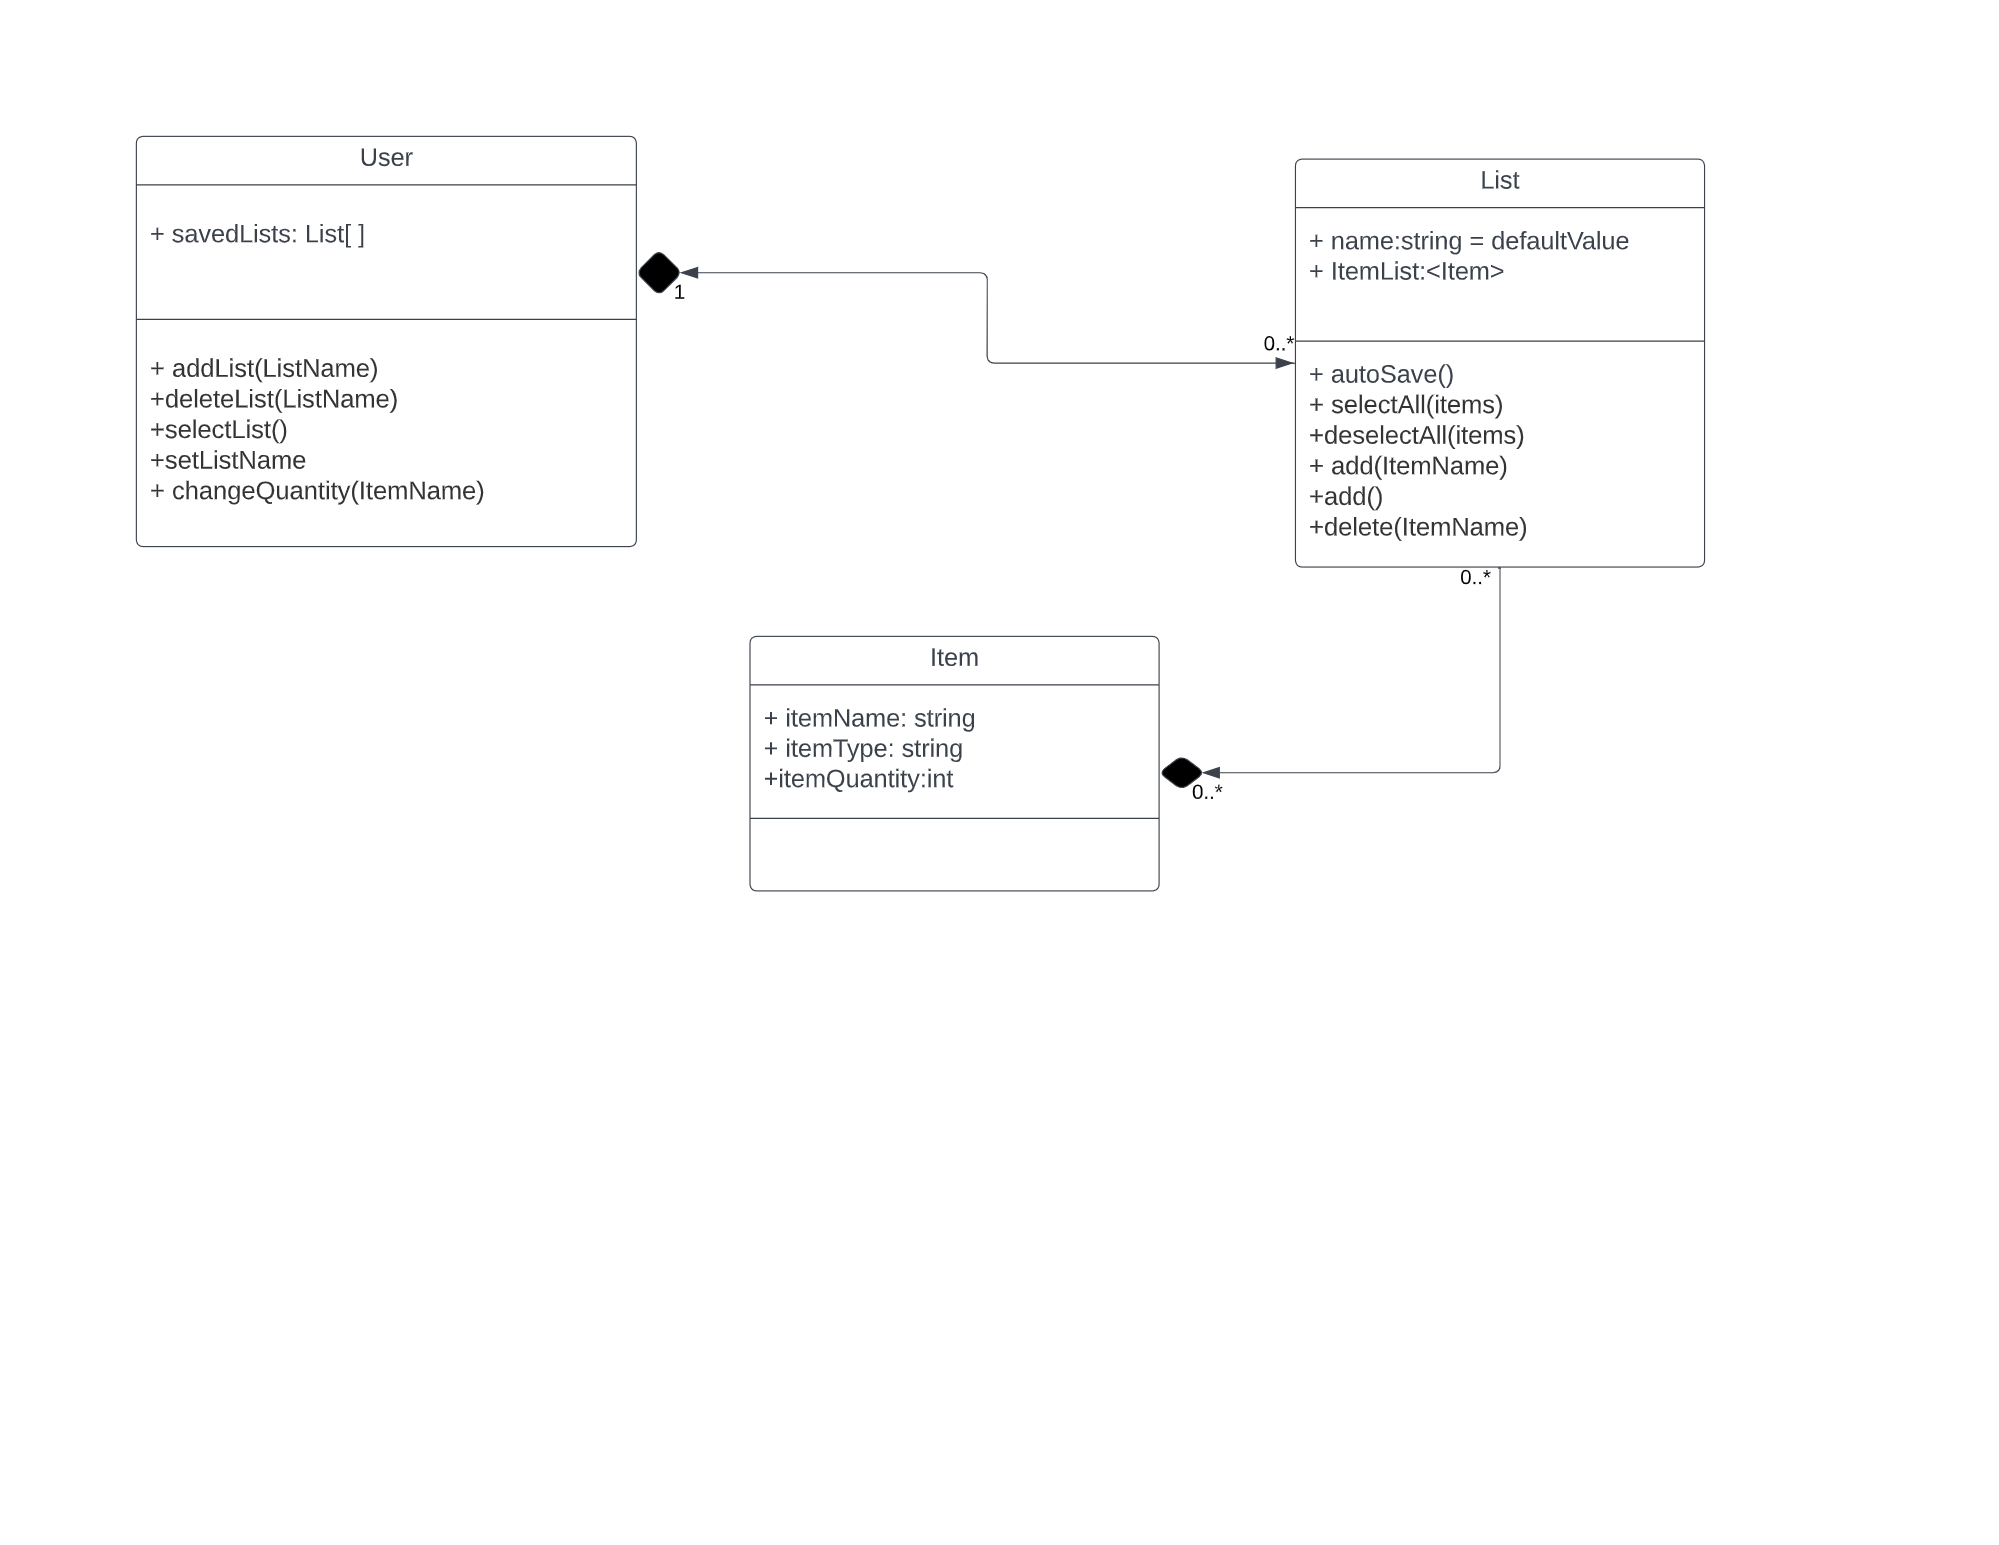 User
+ savedLists: List[ ]
+ addList(ListName)
+deleteList(ListName)
+selectList()
+setListName
+ changeQuantity(ItemName)
1
0..*
List
+ name:string = defaultValue
+ ItemList:<Item>
+ autoSave()
+ selectAll(items)
+deselectAll(items)
+ add(ItemName)
+add()
+delete(ItemName)
0..*
Item
+ itemName: string
+ itemType: string
+itemQuantity:int
0..*